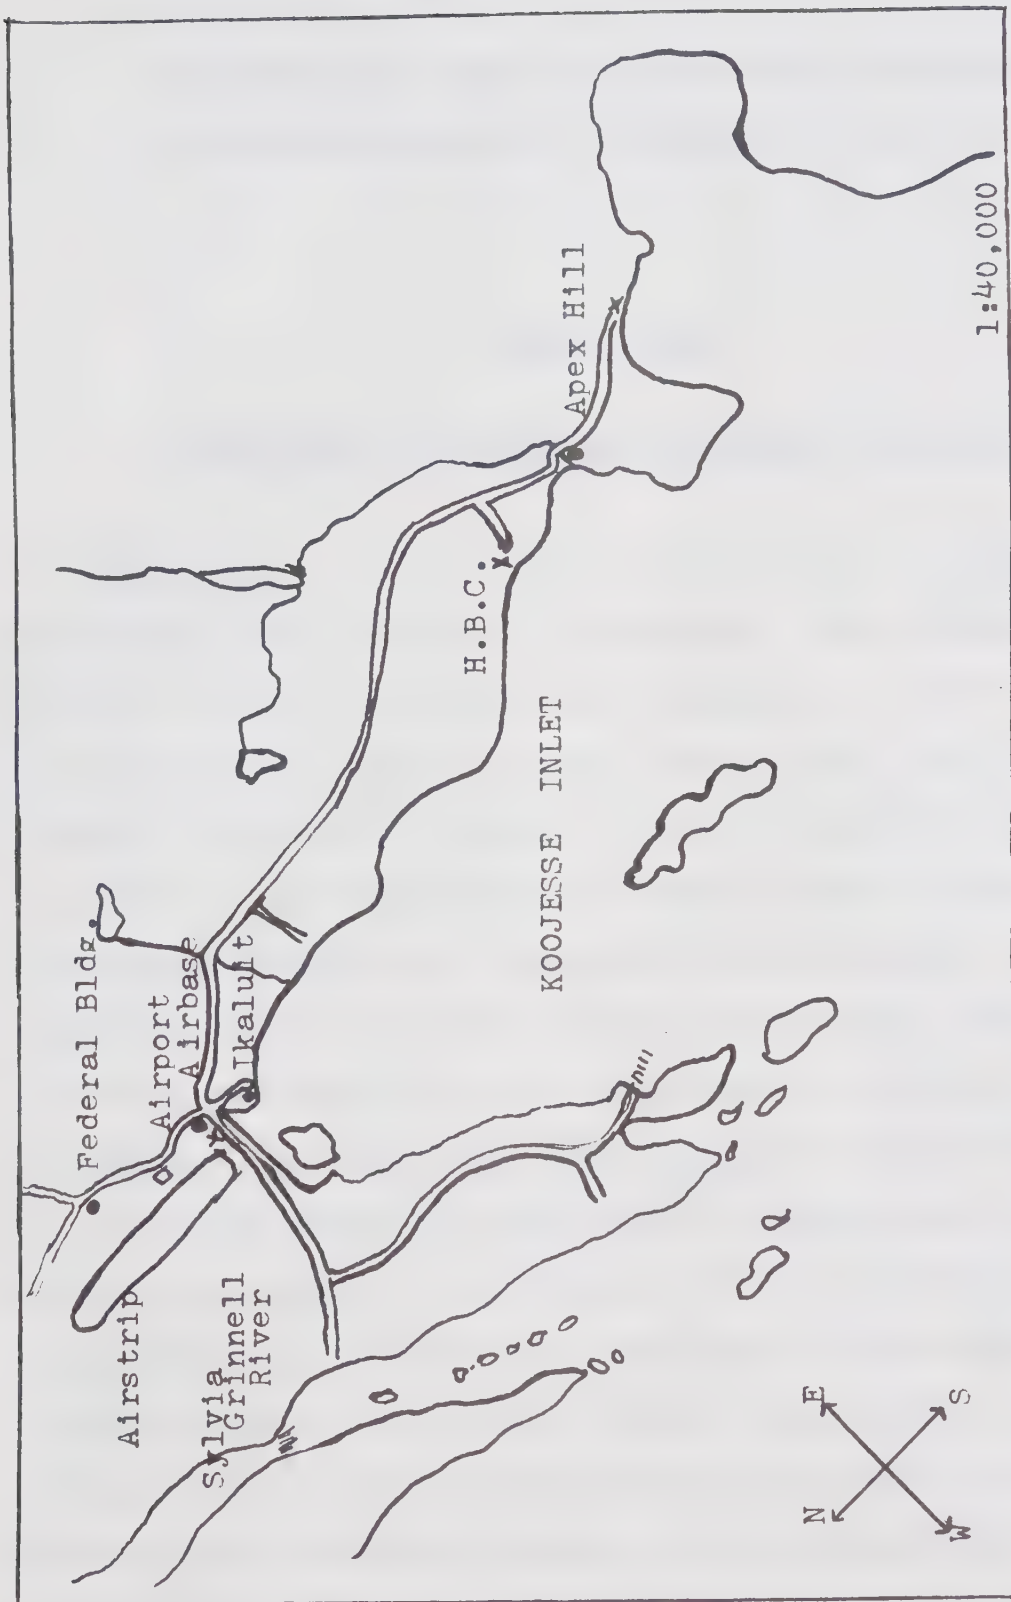 Federal Bldg.
Airport
Airbase
Ikaluit
Airstrip
Sylvia
Grinnell
River
Apex Hill
H.B.C.
KOOJESSE INLET
1:40,000
N
E
S
W